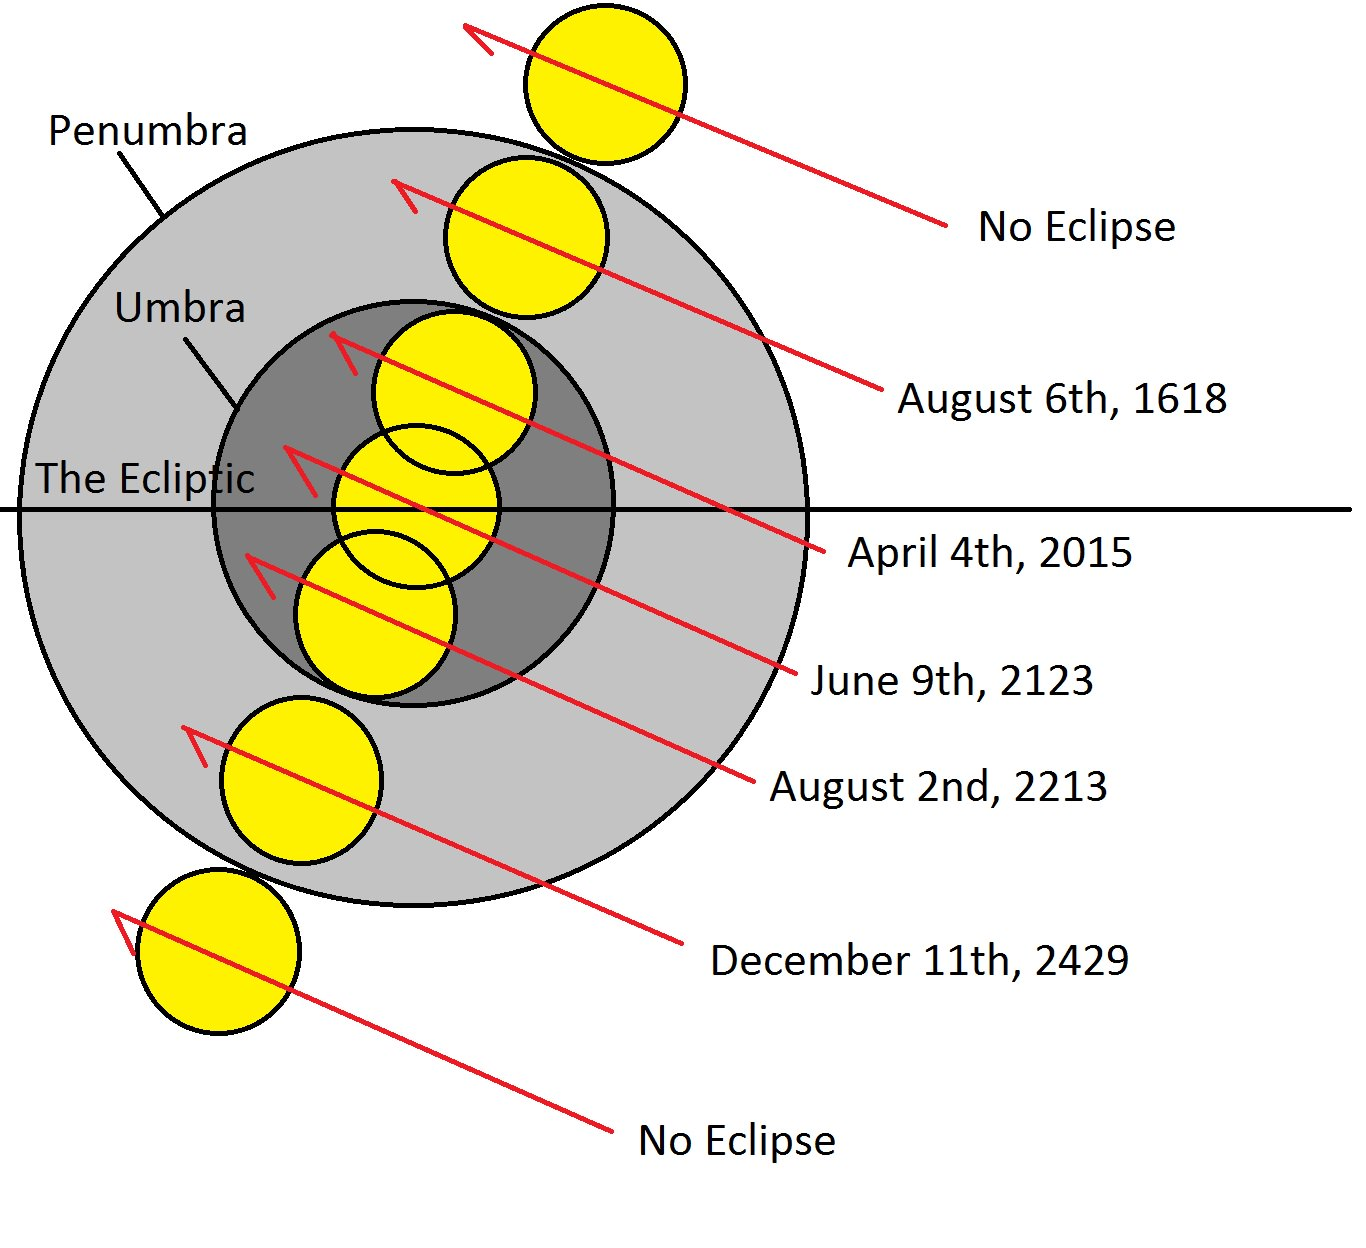 Penumbra
No Eclipse
Umbra
August 6th, 1618
The Ecliptic
April 4th, 2015
June 9th, 2123
August 2nd, 2213
December 11th, 2429
No Eclipse